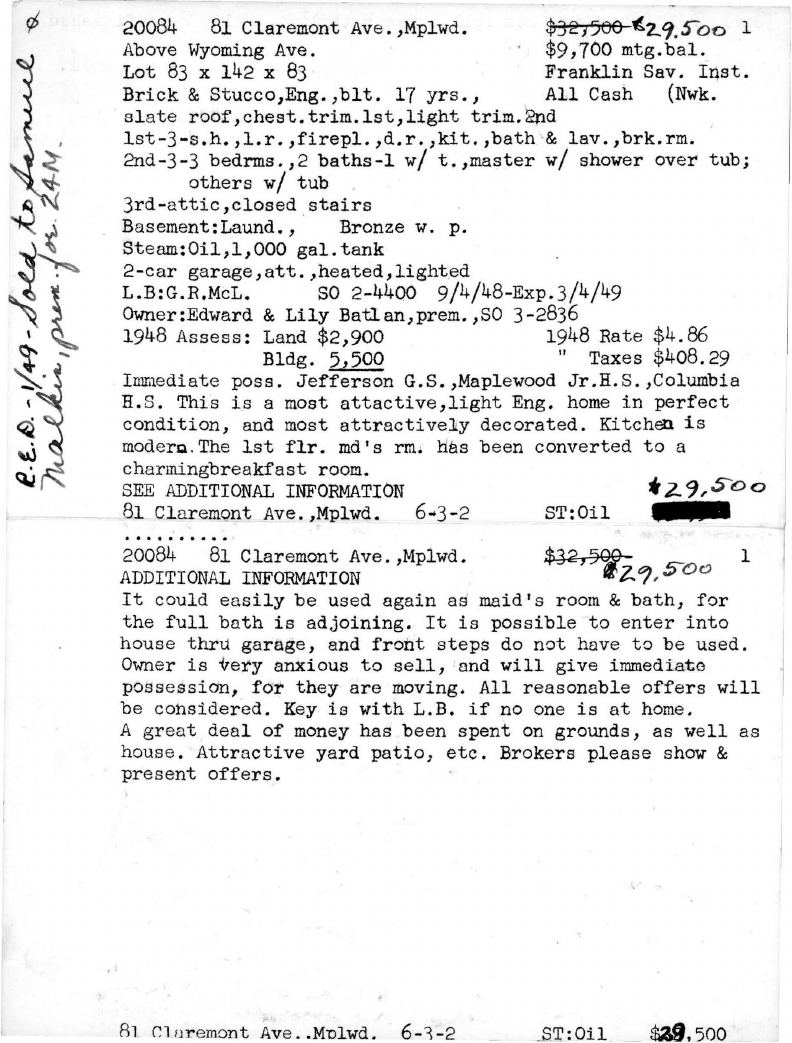 20084 81 Claremont Ave.,Mplwd. $32,500 $29.500 1
Above Wyoming Ave. $9,700 mtg.bal.
Lot 83 x 142 x 83 Franklin Sav. Inst.
Brick & Stucco,Eng.,blt. 17 yrs., All Cash (Nwk.
slate roof,chest.trim.1st,light trim.2nd
1st-3-s.h.,l.r.,firepl.,d.r.,kit.,bath & lav.,brk.rm.
2nd-3-3 bedrms.,2 baths-1 w/ t.,master w/ shower over tub;
others w/ tub
3rd-attic,closed stairs
Basement:Laund., Bronze w. p.
Steam:Oil,1,000 gal.tank
2-car garage,att.,heated,lighted
L.B:G.R.McL. SO 2-4400 9/4/48-Exp.3/4/49
Owner:Edward & Lily Batlan,prem.,SO 3-2836
1948 Assess: Land $2,900 1948 Rate $4.86
Bldg. 5,500 " Taxes $408.29
Immediate poss. Jefferson G.S.,Maplewood Jr.H.S.,Columbia
H.S. This is a most attactive,light Eng. home in perfect
condition, and most attractively decorated. Kitchen is
modern.The 1st flr. md's rm. has been converted to a
charmingbreakfast room.
SEE ADDITIONAL INFORMATION $29,500
81 Claremont Ave.,Mplwd. 6-3-2 ST:Oil
..........
20084 81 Claremont Ave.,Mplwd. $32,500 1
ADDITIONAL INFORMATION $29,500
It could easily be used again as maid's room & bath, for
the full bath is adjoining. It is possible to enter into
house thru garage, and front steps do not have to be used.
Owner is very anxious to sell, and will give immediate
possession, for they are moving. All reasonable offers will
be considered. Key is with L.B. if no one is at home.
A great deal of money has been spent on grounds, as well as
house. Attractive yard patio, etc. Brokers please show &
present offers.
81 Claremont Ave..Mplwd. 6-3-2 ST:Oil $29,500
R.E.D. - 1/49 - Sold to Samuel &
Malkin, prem. for 24M.